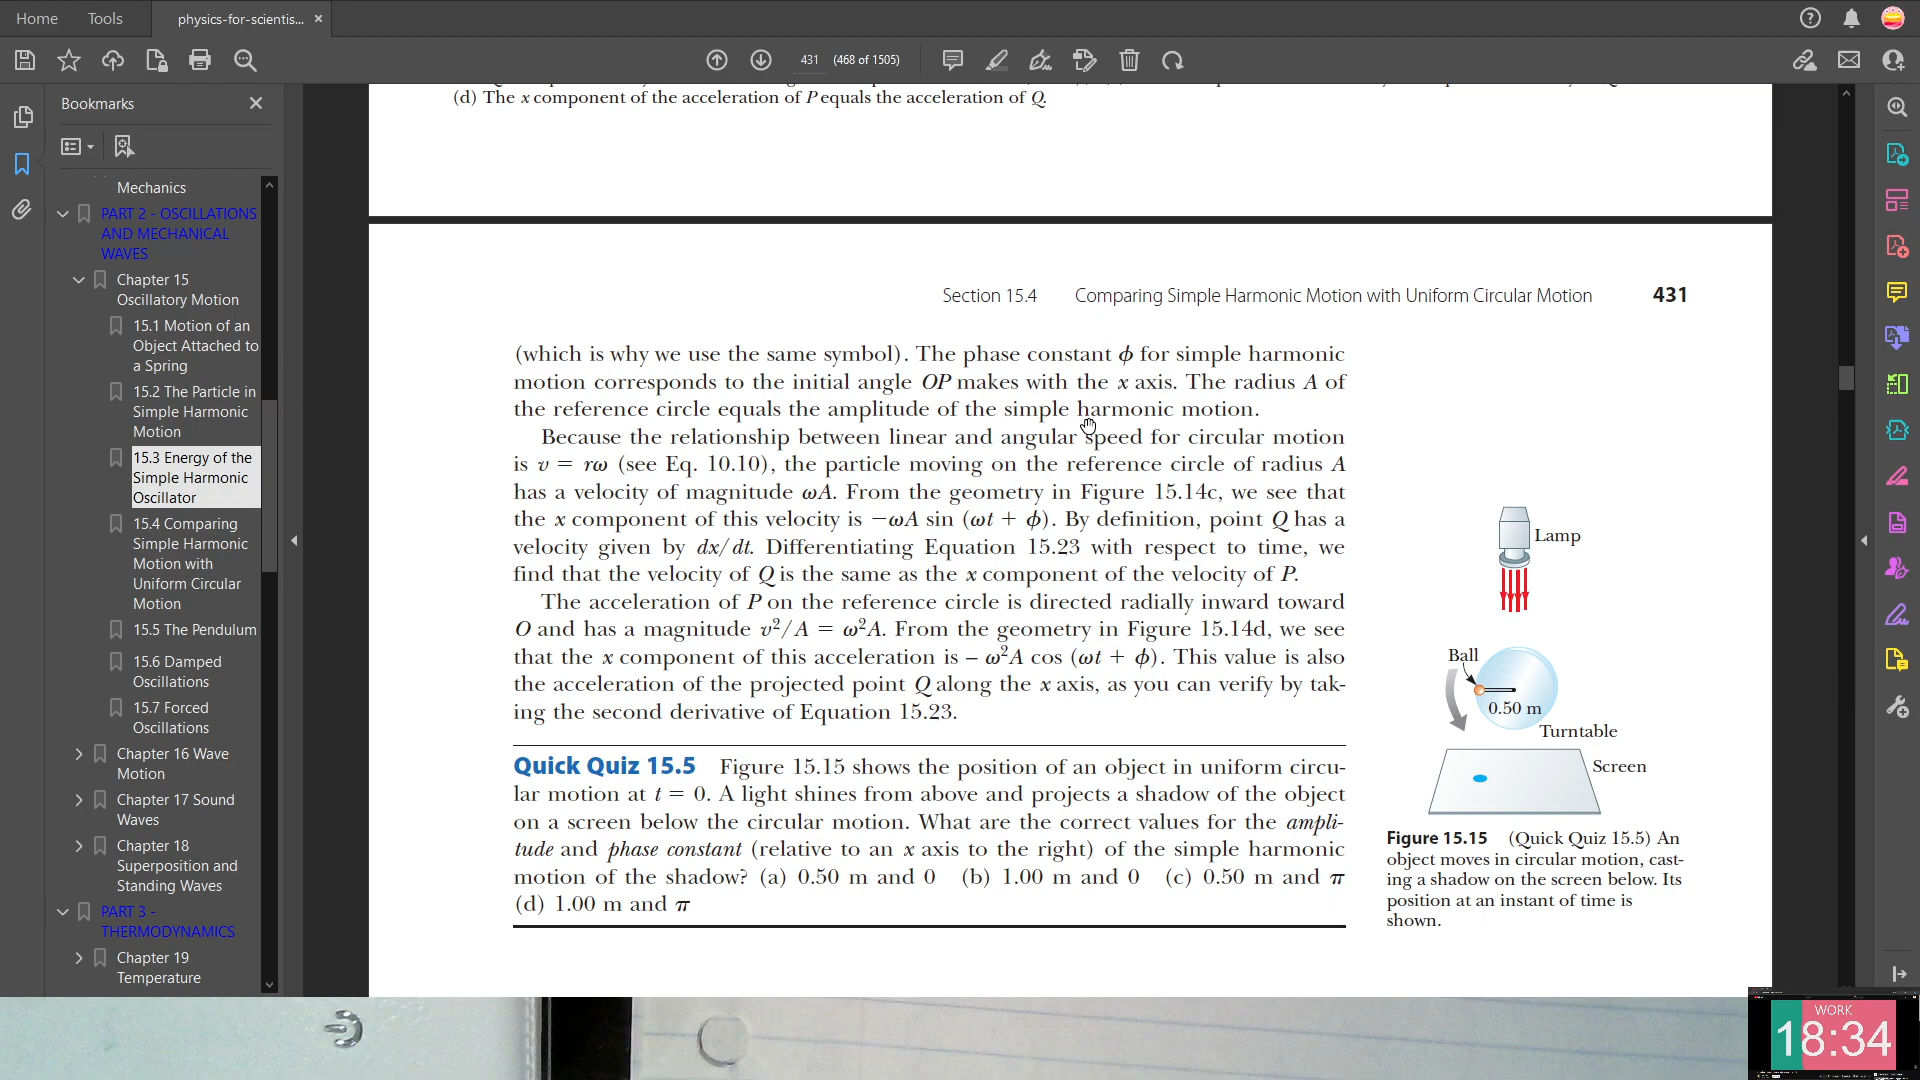 Home
Tools
physics-for-scientis...
431
(468 of 1505)
Bookmarks
Mechanics
PART 2 - OSCILLATIONS
AND MECHANICAL
WAVES
Chapter 15
Oscillatory Motion
15.1 Motion of an
Object Attached to
a Spring
15.2 The Particle in
Simple Harmonic
Motion
15.3 Energy of the
Simple Harmonic
Oscillator
15.4 Comparing
Simple Harmonic
Motion with
Uniform Circular
Motion
15.5 The Pendulum
15.6 Damped
Oscillations
15.7 Forced
Oscillations
Chapter 16 Wave
Motion
Chapter 17 Sound
Waves
Chapter 18
Superposition and
Standing Waves
PART 3 -
THERMODYNAMICS
Chapter 19
Temperature
(d) The x component of the acceleration of P equals the acceleration of Q.
Section 15.4 Comparing Simple Harmonic Motion with Uniform Circular Motion 431
(which is why we use the same symbol). The phase constant ϕ for simple harmonic
motion corresponds to the initial angle OP makes with the x axis. The radius A of
the reference circle equals the amplitude of the simple harmonic motion.
Because the relationship between linear and angular speed for circular motion
is v = rω (see Eq. 10.10), the particle moving on the reference circle of radius A
has a velocity of magnitude ωA. From the geometry in Figure 15.14c, we see that
the x component of this velocity is −ωA sin (ωt + ϕ). By definition, point Q has a
velocity given by dx/dt. Differentiating Equation 15.23 with respect to time, we
find that the velocity of Q is the same as the x component of the velocity of P.
The acceleration of P on the reference circle is directed radially inward toward
O and has a magnitude v²/A = ω²A. From the geometry in Figure 15.14d, we see
that the x component of this acceleration is − ω²A cos (ωt + ϕ). This value is also
the acceleration of the projected point Q along the x axis, as you can verify by tak-
ing the second derivative of Equation 15.23.
Quick Quiz 15.5 Figure 15.15 shows the position of an object in uniform circu-
lar motion at t = 0. A light shines from above and projects a shadow of the object
on a screen below the circular motion. What are the correct values for the ampli-
tude and phase constant (relative to an x axis to the right) of the simple harmonic
motion of the shadow? (a) 0.50 m and 0 (b) 1.00 m and 0 (c) 0.50 m and π
(d) 1.00 m and π
Lamp
Ball
0.50 m
Turntable
Screen
Figure 15.15 (Quick Quiz 15.5) An
object moves in circular motion, cast-
ing a shadow on the screen below. Its
position at an instant of time is
shown.
WORK
18:34